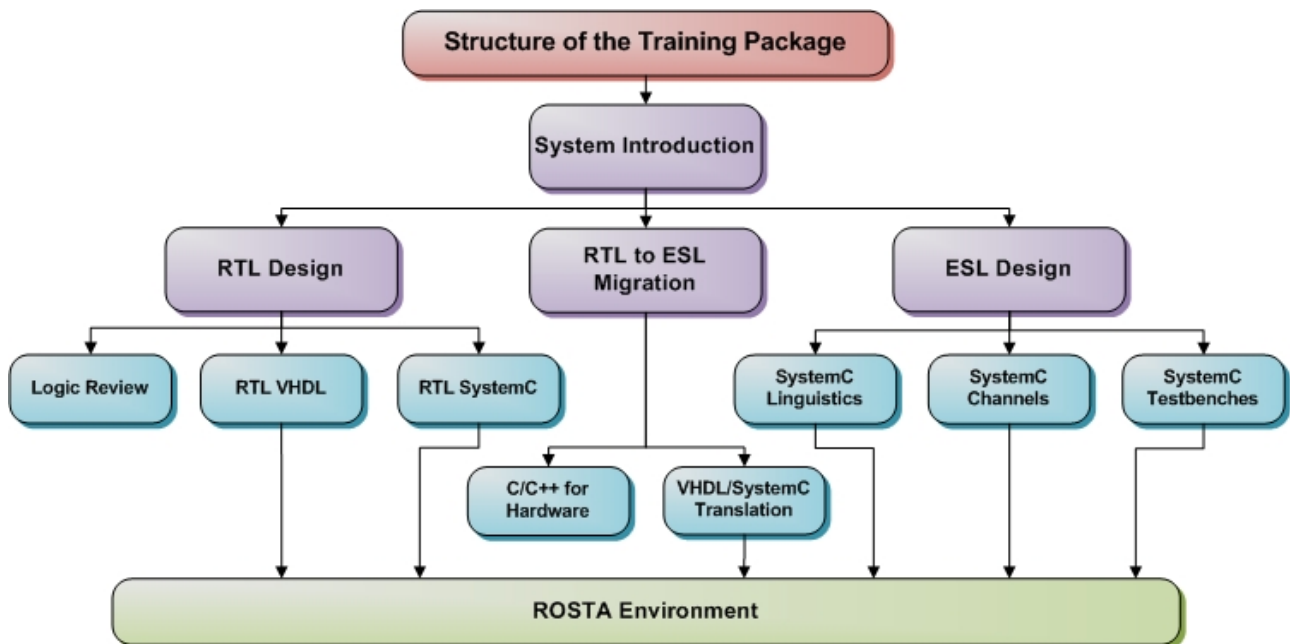 Structure of the Training Package
System Introduction
RTL Design
RTL to ESL
Migration
ESL Design
Logic Review
RTL VHDL
RTL SystemC
SystemC
Linguistics
SystemC
Channels
SystemC
Testbenches
C/C++ for
Hardware
VHDL/SystemC
Translation
ROSTA Environment